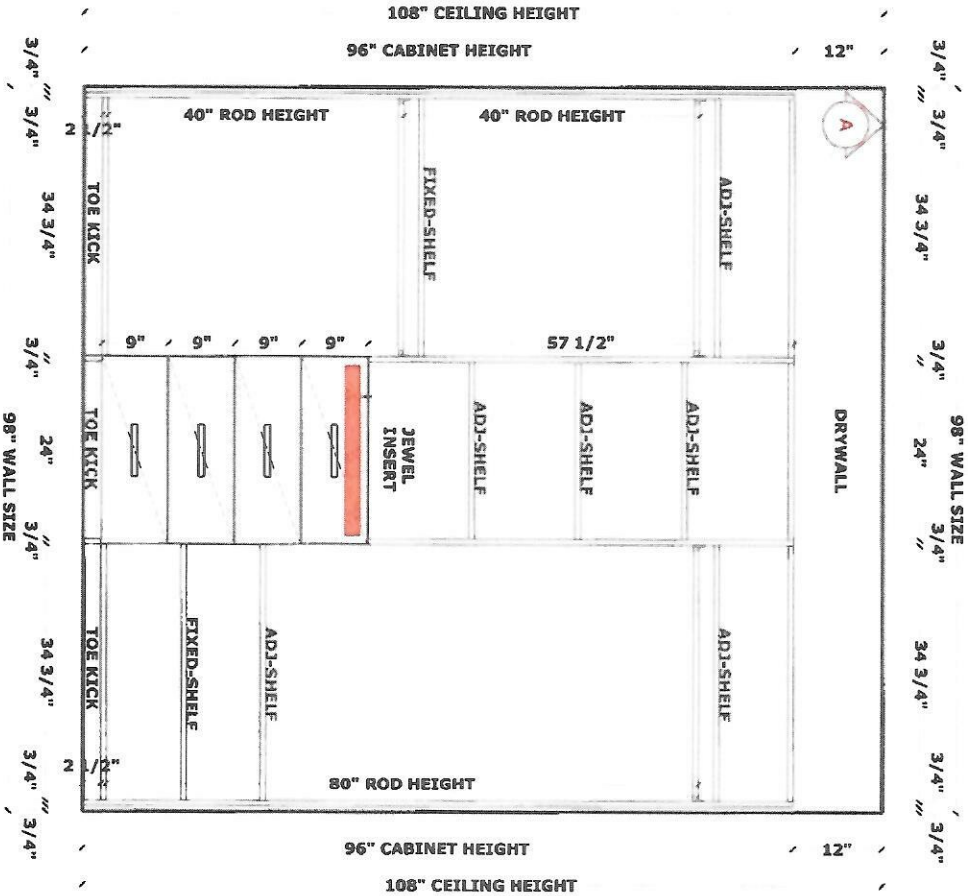 108" CEILING HEIGHT
96" CABINET HEIGHT
12"
3/4"
3/4"
34 3/4"
3/4"
24"
3/4"
34 3/4"
3/4"
3/4"
98" WALL SIZE
2 1/2"
40" ROD HEIGHT
40" ROD HEIGHT
A
TOE KICK
FIXED-SHELF
ADJ-SHELF
9"
9"
9"
9"
57 1/2"
TOE KICK
JEWEL
INSERT
ADJ-SHELF
ADJ-SHELF
ADJ-SHELF
DRYWALL
TOE KICK
FIXED-SHELF
ADJ-SHELF
ADJ-SHELF
2 1/2"
80" ROD HEIGHT
3/4"
3/4"
34 3/4"
3/4"
24"
3/4"
34 3/4"
3/4"
3/4"
98" WALL SIZE
96" CABINET HEIGHT
12"
108" CEILING HEIGHT